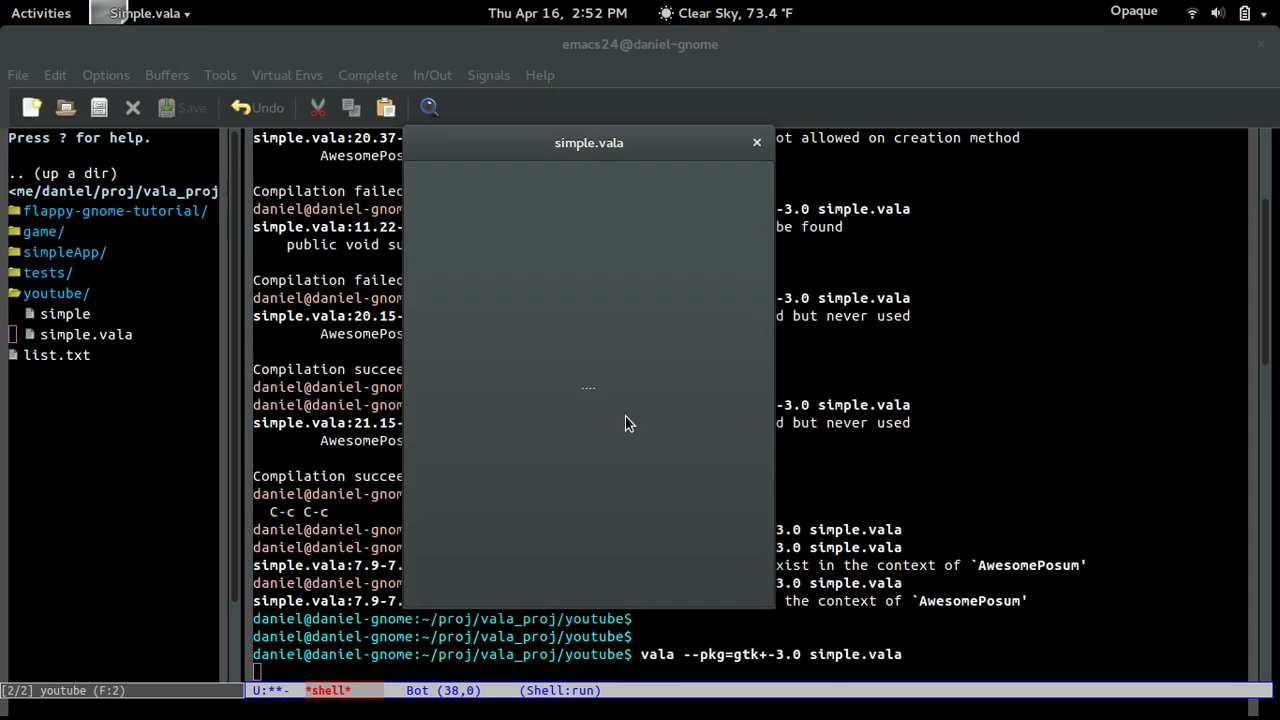 Activities Simple.vala Thu Apr 16, 2:52 PM Clear Sky, 73.4 °F Opaque
emacs24@daniel-gnome
File Edit Options Buffers Tools Virtual Envs Complete In/Out Signals Help
Save Undo
Press ? for help.
.. (up a dir)
<me/daniel/proj/vala_proj
flappy-gnome-tutorial/
game/
simpleApp/
tests/
youtube/
simple
simple.vala
list.txt
simple.vala
....
simple.vala:20.37- ot allowed on creation method
AwesomePos
Compilation failed
daniel@daniel-gnom -3.0 simple.vala
simple.vala:11.22- be found
public void su
Compilation failed
daniel@daniel-gnom -3.0 simple.vala
simple.vala:20.15- d but never used
AwesomePos
Compilation succee
daniel@daniel-gnom
daniel@daniel-gnom -3.0 simple.vala
simple.vala:21.15- d but never used
AwesomePos
Compilation succee
daniel@daniel-gnom
C-c C-c
daniel@daniel-gnom 3.0 simple.vala
daniel@daniel-gnom 3.0 simple.vala
simple.vala:7.9-7. xist in the context of `AwesomePosum'
daniel@daniel-gnom 3.0 simple.vala
simple.vala:7.9-7. the context of `AwesomePosum'
daniel@daniel-gnome:~/proj/vala_proj/youtube$
daniel@daniel-gnome:~/proj/vala_proj/youtube$
daniel@daniel-gnome:~/proj/vala_proj/youtube$ vala --pkg=gtk+-3.0 simple.vala
[2/2] youtube (F:2) U:**- *shell* Bot (38,0) (Shell:run)